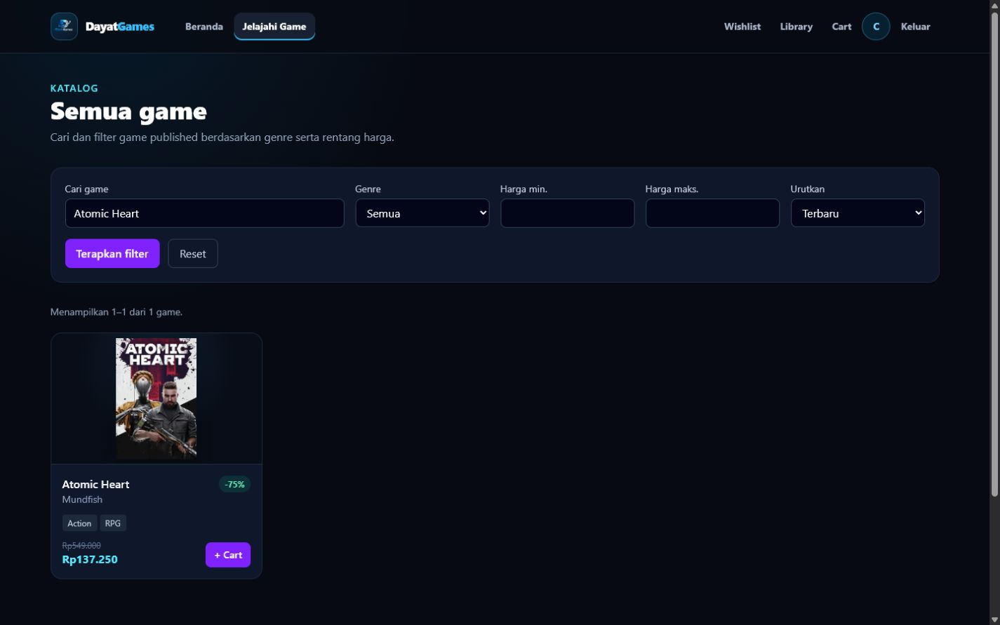 DayatGames
Beranda
Jelajahi Game
Wishlist
Library
Cart
C
Keluar
KATALOG
Semua game
Cari dan filter game published berdasarkan genre serta rentang harga.
Cari game
Genre
Harga min.
Harga maks.
Urutkan
Atomic Heart
Semua
Terbaru
Terapkan filter
Reset
Menampilkan 1–1 dari 1 game.
ATOMIC
HEART
Atomic Heart
-75%
Mundfish
Action
RPG
Rp549.000
Rp137.250
+ Cart